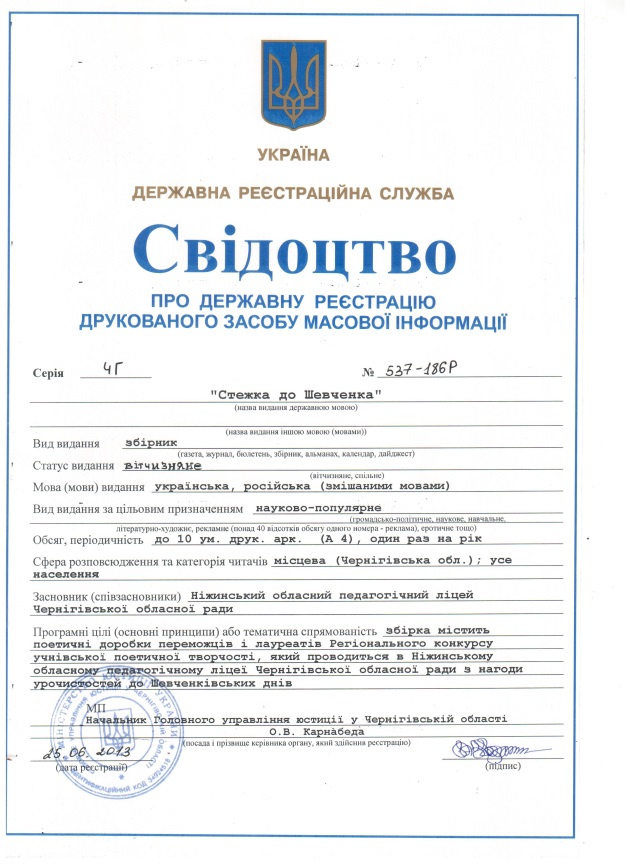 УКРАЇНА
ДЕРЖАВНА РЕЄСТРАЦІЙНА СЛУЖБА
Свідоцтво
ПРО ДЕРЖАВНУ РЕЄСТРАЦІЮ
ДРУКОВАНОГО ЗАСОБУ МАСОВОЇ ІНФОРМАЦІЇ
Серія ЧГ № 537-186Р
"Стежка до Шевченка"
(назва видання державною мовою)
(назва видання іншою мовою (мовами))
Вид видання збірник
(газета, журнал, бюлетень, збірник, альманах, календар, дайджест)
Статус видання вітчизняне
(вітчизняне, спільне)
Мова (мови) видання українська, російська (змішаними мовами)
Вид видання за цільовим призначенням науково-популярне
(громадсько-політичне, наукове, навчальне,
літературно-художнє, рекламне (понад 40 відсотків обсягу одного номера - реклама), еротичне тощо)
Обсяг, періодичність до 10 ум. друк. арк. (А 4), один раз на рік
Сфера розповсюдження та категорія читачів місцева (Чернігівська обл.); усе
населення
Засновник (співзасновники) Ніжинський обласний педагогічний ліцей
Чернігівської обласної ради
Програмні цілі (основні принципи) або тематична спрямованість збірка містить
поетичні доробки переможців і лауреатів Регіонального конкурсу
учнівської поетичної творчості, який проводиться в Ніжинському
обласному педагогічному ліцеї Чернігівської обласної ради з нагоди
урочистостей до Шевченківських днів
МП
Начальник Головного управління юстиції у Чернігівській області
О.В. Карнабеда
(посада і прізвище керівника органу, який здійснив реєстрацію)
25.06.2013
(дата реєстрації) (підпис)
МІНІСТЕРСТВО ЮСТИЦІЇ УКРАЇНИ
ІДЕНТИФІКАЦІЙНИЙ КОД